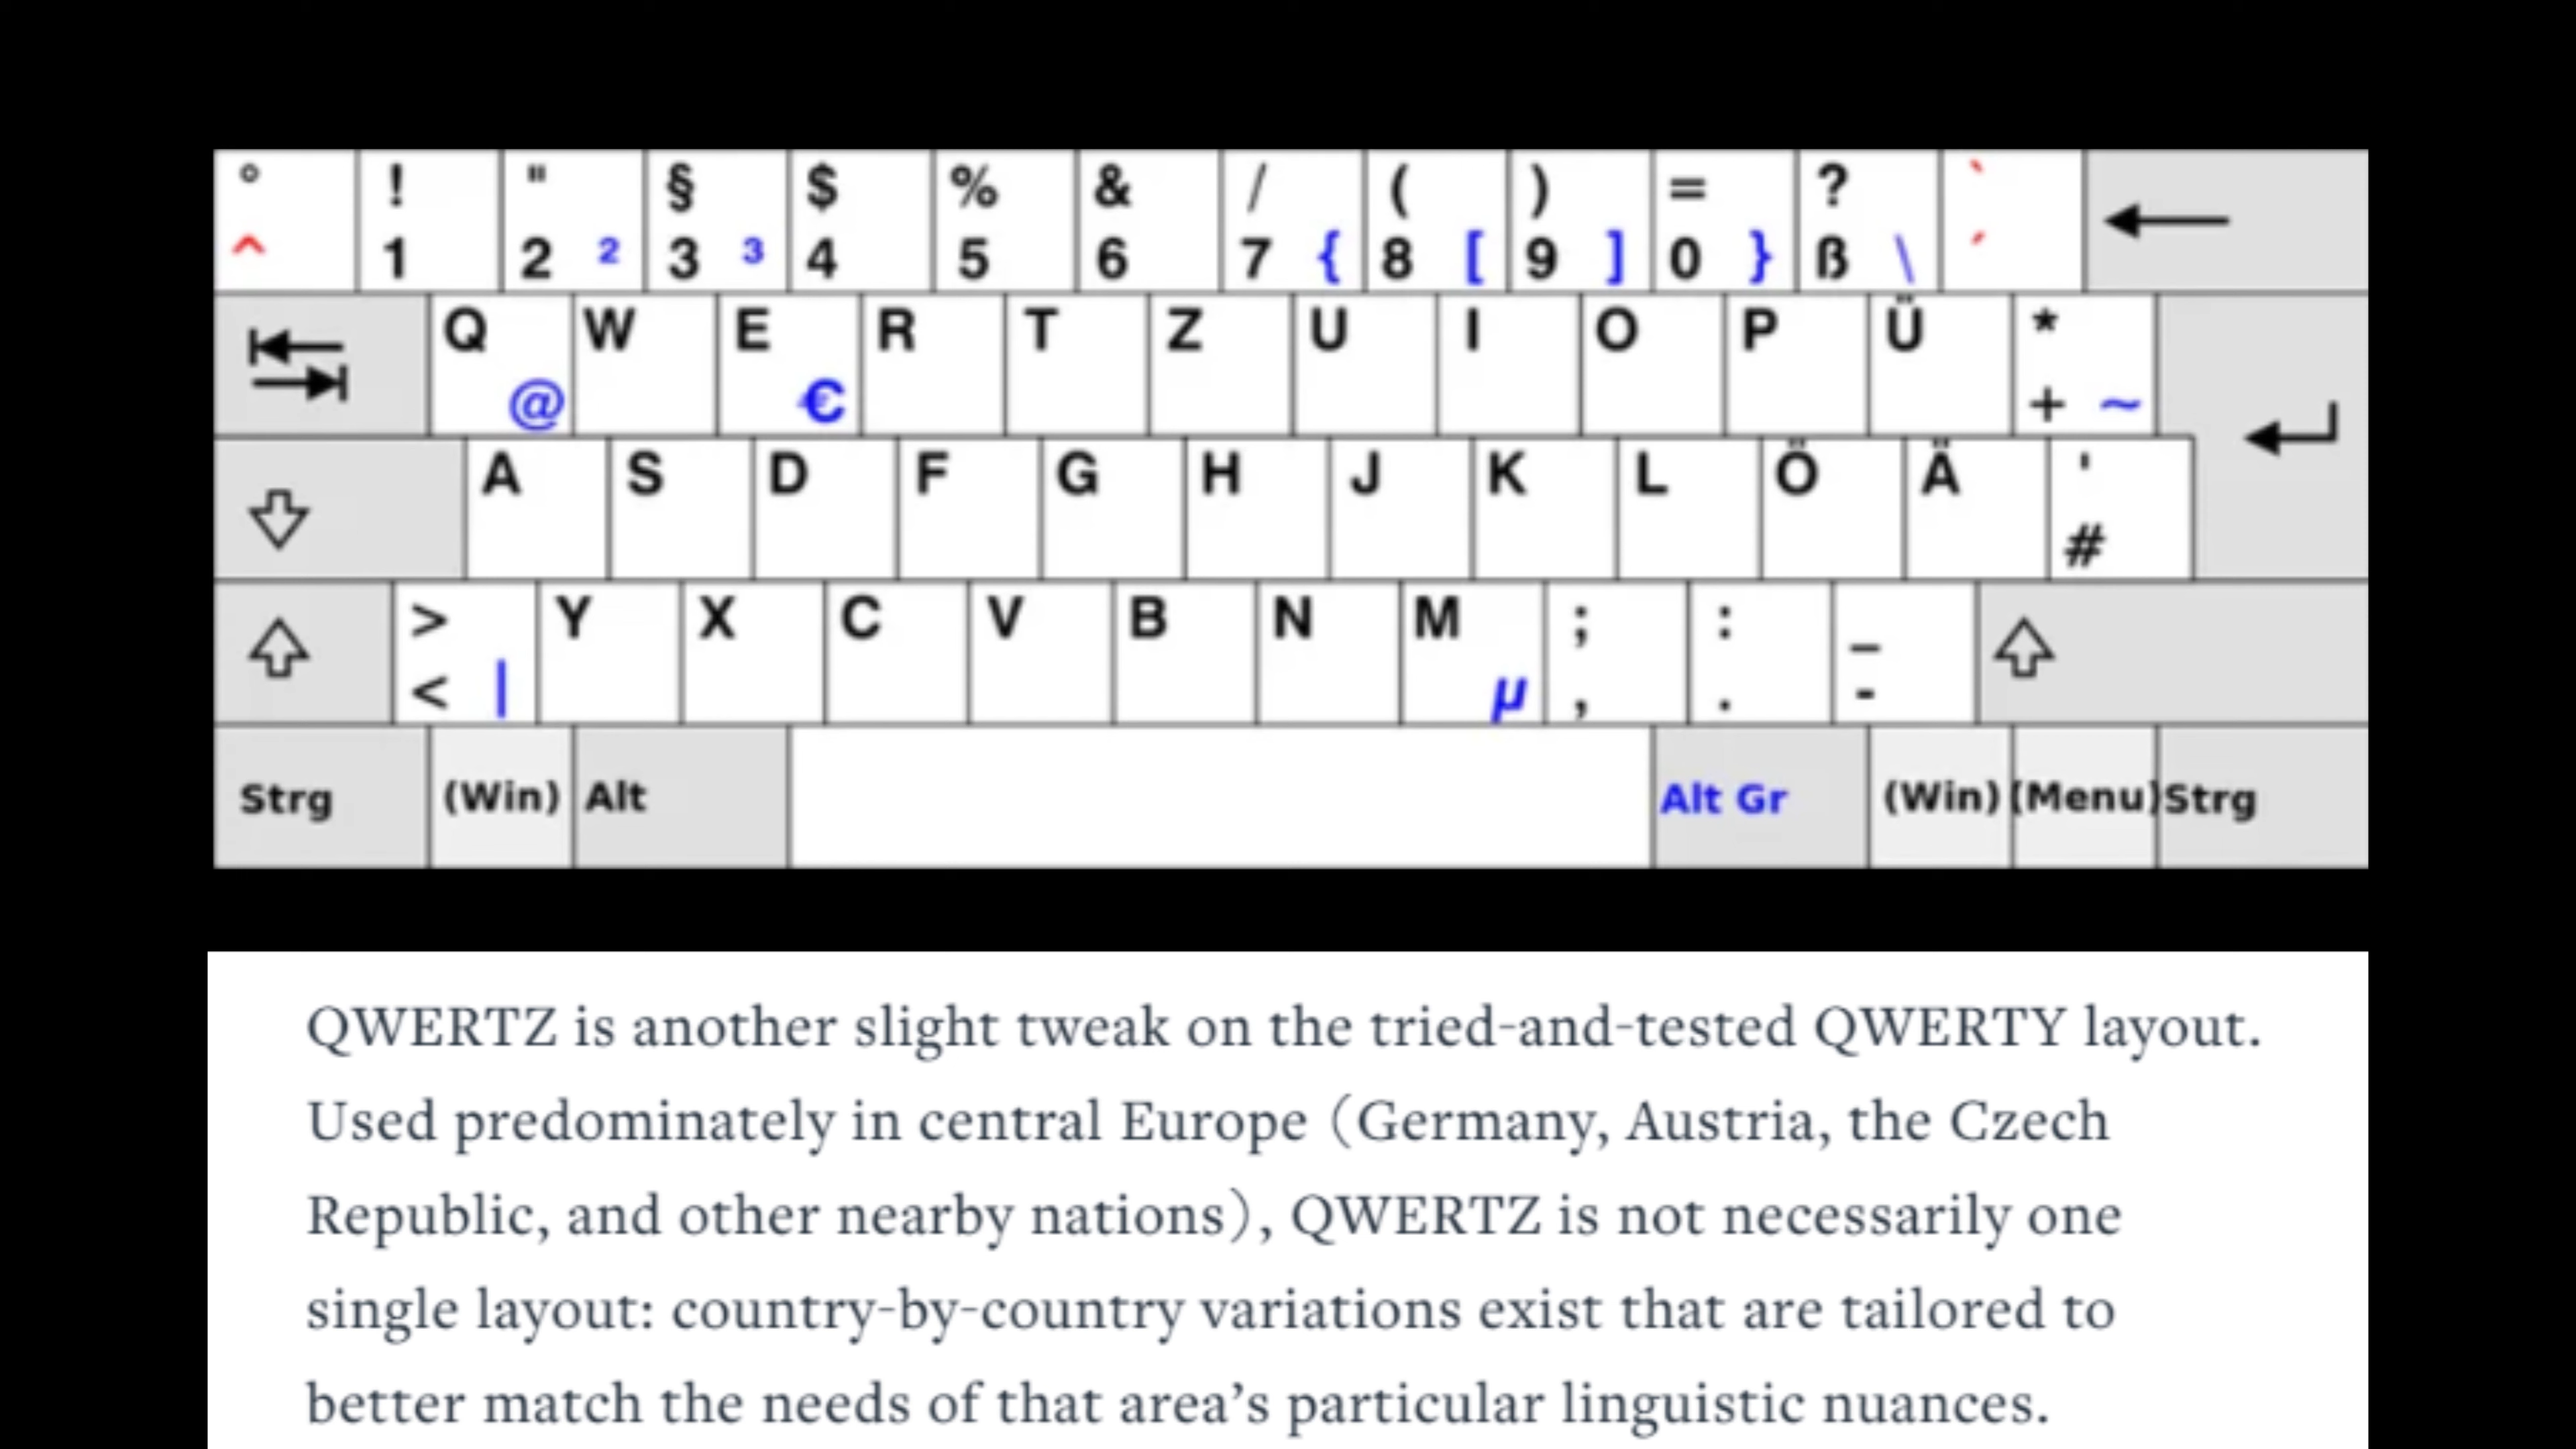 ° ! " § $ % & / ( ) = ? `
^ 1 2 ² 3 ³ 4 5 6 7 { 8 [ 9 ] 0 } ß \ ´
Q W E R T Z U I O P Ü *
@ € + ~
A S D F G H J K L Ö Ä '
#
> Y X C V B N M ; : _
< | µ , . -
Strg (Win) Alt Alt Gr (Win) (Menu) Strg
QWERTZ is another slight tweak on the tried-and-tested QWERTY layout.
Used predominately in central Europe (Germany, Austria, the Czech
Republic, and other nearby nations), QWERTZ is not necessarily one
single layout: country-by-country variations exist that are tailored to
better match the needs of that area’s particular linguistic nuances.